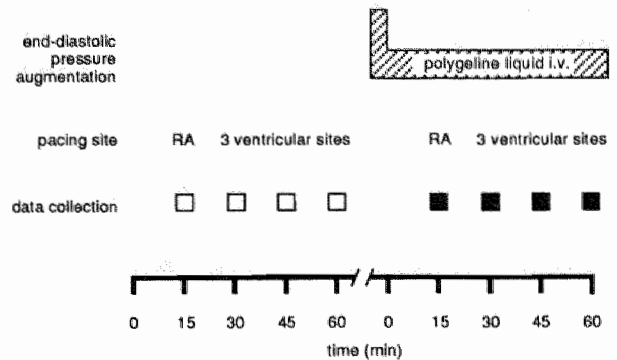 end-diastolic
pressure
augmentation
polygeline liquid i.v.
pacing site RA 3 ventricular sites RA 3 ventricular sites
data collection
0 15 30 45 60 0 15 30 45 60
time (min)